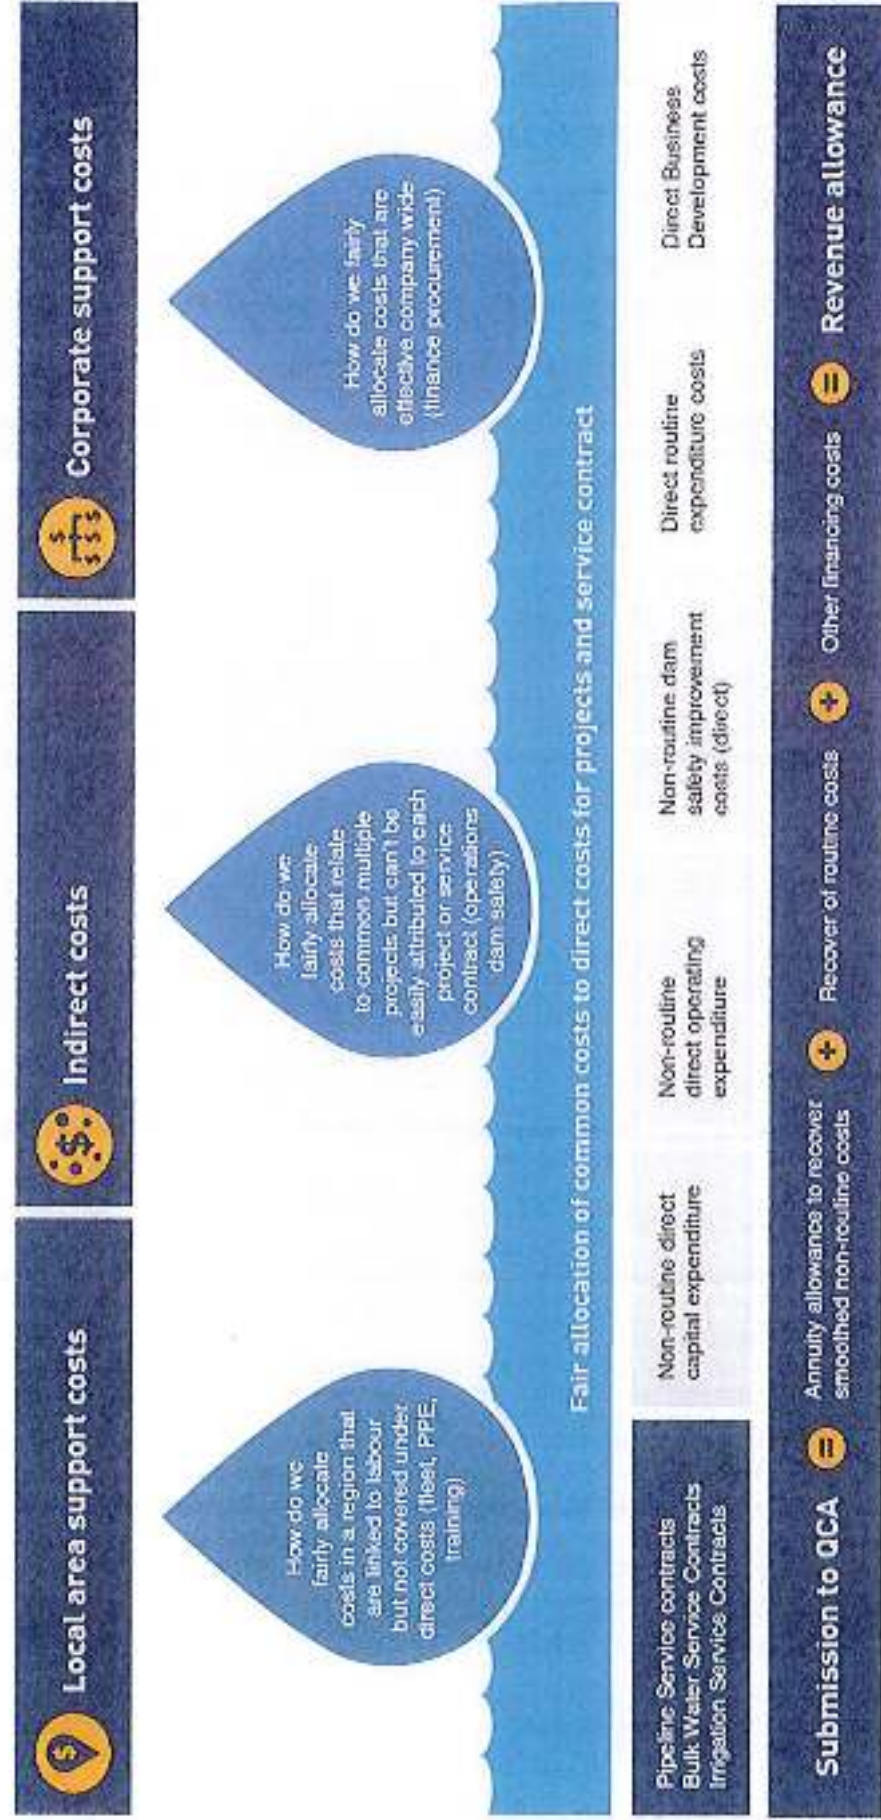 Local area support costs
Indirect costs
Corporate support costs
How do we
fairly allocate
costs in a region that
are linked to labour
but not covered under
direct costs (fleet, PPE,
training)
How do we
fairly allocate
costs that relate
to common multiple
projects but can't be
easily attributed to each
project or service
contract (operations
dam safety)
How do we fairly
allocate costs that are
effective company wide
(finance procurement)
Fair allocation of common costs to direct costs for projects and service contract
Pipeline Service contracts
Bulk Water Service Contracts
Irrigation Service Contracts
Non-routine direct
capital expenditure
Non-routine
direct operating
expenditure
Non-routine dam
safety improvement
costs (direct)
Direct routine
expenditure costs
Direct Business
Development costs
Submission to QCA = Annuity allowance to recover
smoothed non-routine costs + Recover of routine costs + Other financing costs = Revenue allowance